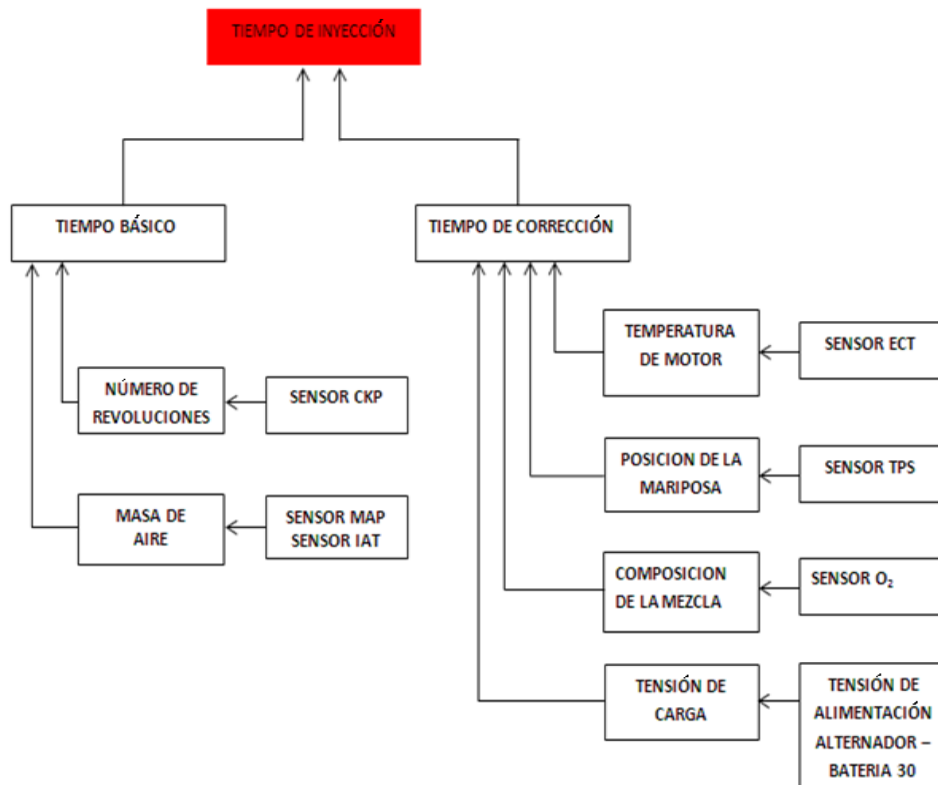 TIEMPO DE INYECCIÓN
TIEMPO BÁSICO
TIEMPO DE CORRECCIÓN
TEMPERATURA
DE MOTOR
SENSOR ECT
NÚMERO DE
REVOLUCIONES
SENSOR CKP
POSICION DE LA
MARIPOSA
SENSOR TPS
MASA DE
AIRE
SENSOR MAP
SENSOR IAT
COMPOSICION
DE LA MEZCLA
SENSOR O₂
TENSIÓN DE
CARGA
TENSIÓN DE
ALIMENTACIÓN
ALTERNADOR –
BATERIA 30